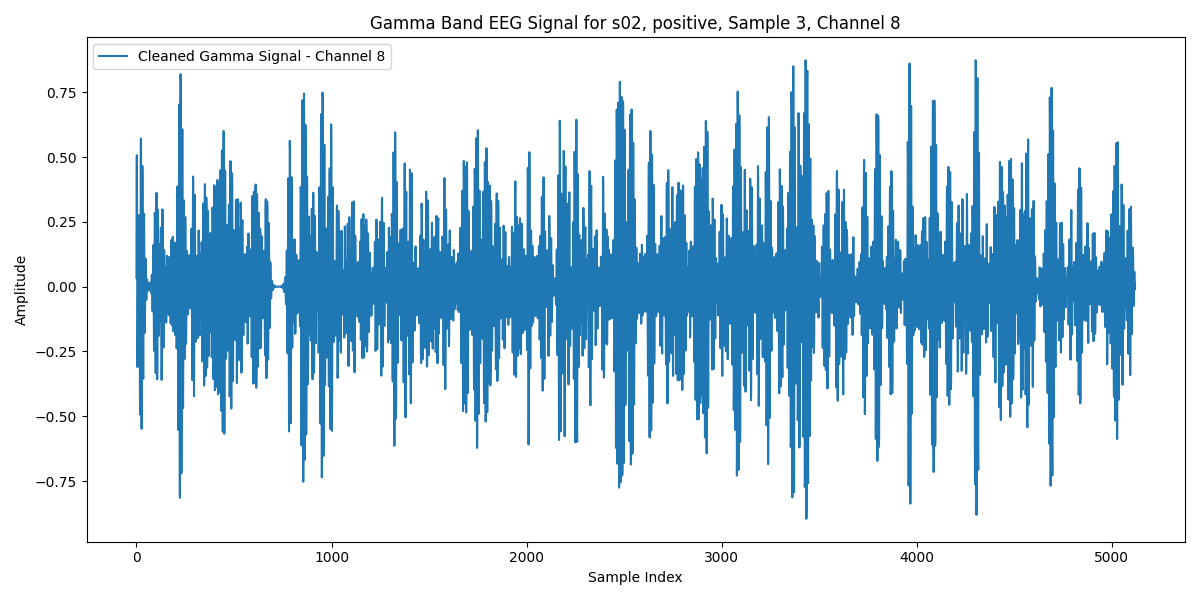 Gamma Band EEG Signal for s02, positive, Sample 3, Channel 8
Cleaned Gamma Signal - Channel 8
Amplitude
0.75
0.50
0.25
0.00
−0.25
−0.50
−0.75
0 1000 2000 3000 4000 5000
Sample Index